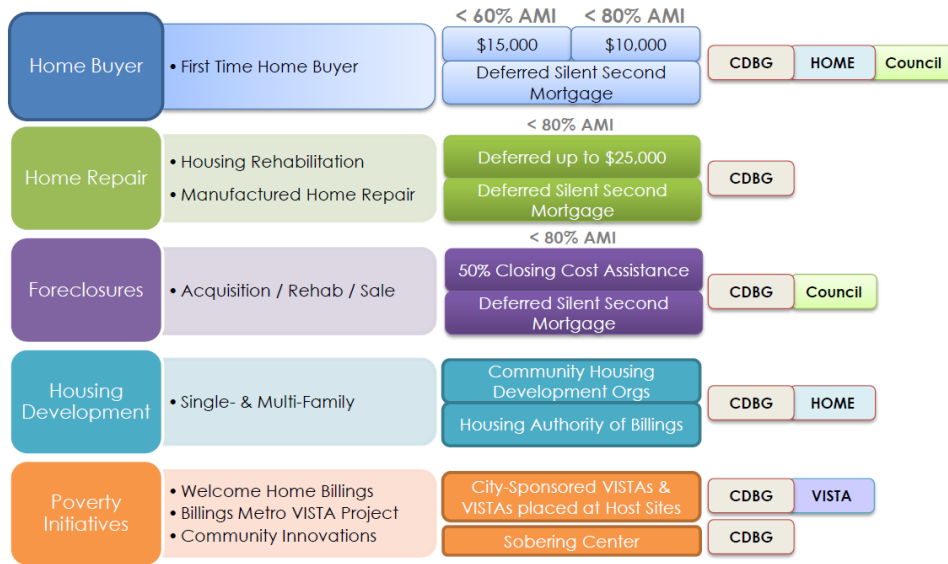 < 60% AMI < 80% AMI
Home Buyer
• First Time Home Buyer
$15,000 $10,000
Deferred Silent Second
Mortgage
CDBG HOME Council
< 80% AMI
Home Repair
• Housing Rehabilitation
• Manufactured Home Repair
Deferred up to $25,000
Deferred Silent Second
Mortgage
CDBG
< 80% AMI
Foreclosures
• Acquisition / Rehab / Sale
50% Closing Cost Assistance
Deferred Silent Second
Mortgage
CDBG Council
Housing
Development
• Single- & Multi-Family
Community Housing
Development Orgs
Housing Authority of Billings
CDBG HOME
Poverty
Initiatives
• Welcome Home Billings
• Billings Metro VISTA Project
• Community Innovations
City-Sponsored VISTAs &
VISTAs placed at Host Sites
CDBG VISTA
Sobering Center
CDBG